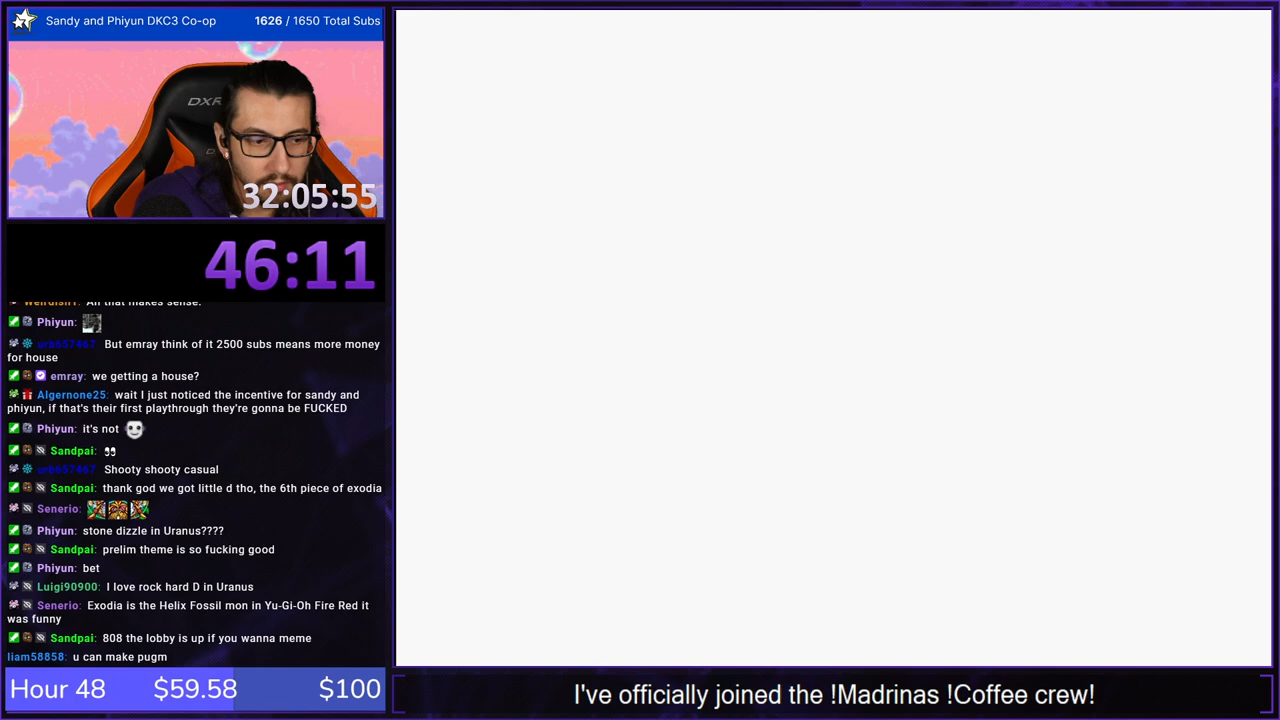 Sandy and Phiyun DKC3 Co-op 1626 / 1650 Total Subs
DXR
32:05:55
46:11
Ah that makes sense.
Phiyun:
But emray think of it 2500 subs means more money
for house
emray: we getting a house?
Algernone25: wait I just noticed the incentive for sandy and
phiyun, if that's their first playthrough they're gonna be FUCKED
Phiyun: it's not
Sandpai:
Shooty shooty casual
Sandpai: thank god we got little d tho, the 6th piece of exodia
Senerio:
Phiyun: stone dizzle in Uranus????
Sandpai: prelim theme is so fucking good
Phiyun: bet
Luigi90900: I love rock hard D in Uranus
Senerio: Exodia is the Helix Fossil mon in Yu-Gi-Oh Fire Red it
was funny
Sandpai: 808 the lobby is up if you wanna meme
liam58858: u can make pugm
Hour 48 $59.58 $100
I've officially joined the !Madrinas !Coffee crew!